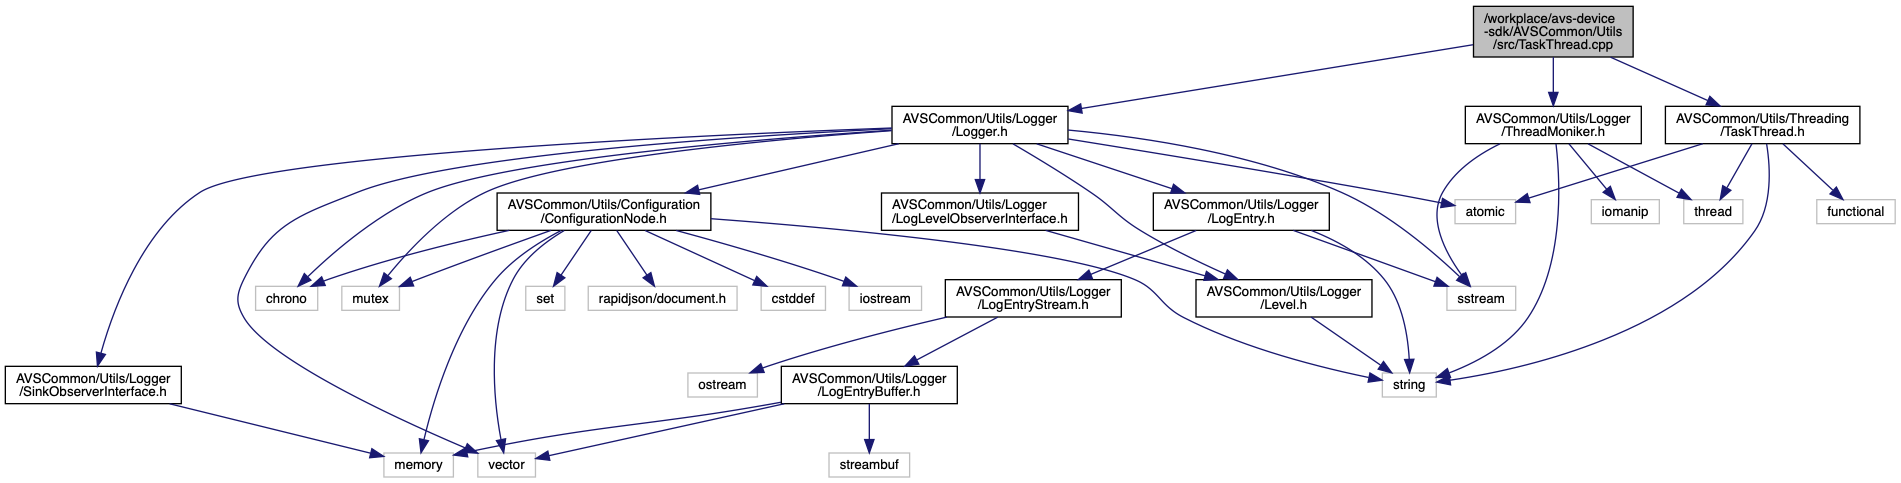 /workplace/avs-device
-sdk/AVSCommon/Utils
/src/TaskThread.cpp
AVSCommon/Utils/Logger
/Logger.h
AVSCommon/Utils/Logger
/ThreadMoniker.h
AVSCommon/Utils/Threading
/TaskThread.h
AVSCommon/Utils/Configuration
/ConfigurationNode.h
AVSCommon/Utils/Logger
/LogLevelObserverInterface.h
AVSCommon/Utils/Logger
/LogEntry.h
atomic
iomanip
thread
functional
chrono
mutex
set
rapidjson/document.h
cstddef
iostream
AVSCommon/Utils/Logger
/LogEntryStream.h
AVSCommon/Utils/Logger
/Level.h
sstream
AVSCommon/Utils/Logger
/SinkObserverInterface.h
ostream
AVSCommon/Utils/Logger
/LogEntryBuffer.h
string
memory
vector
streambuf